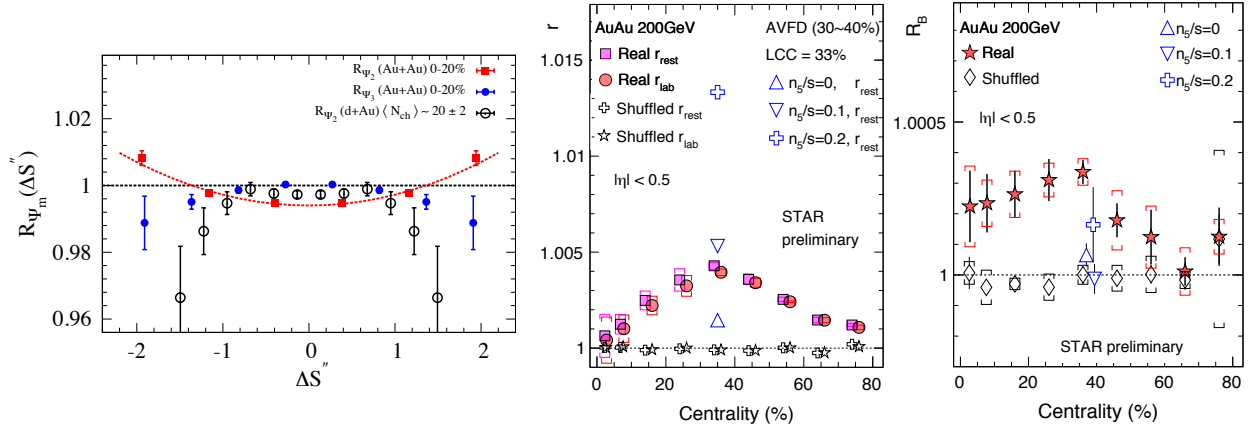 R_Ψ₂ (Au+Au) 0-20%
R_Ψ₃ (Au+Au) 0-20%
R_Ψ₂ (d+Au) ⟨ N_ch ⟩ ~ 20 ± 2
1.02
1
0.98
0.96
R_Ψm(ΔS″)
-2 -1 0 1 2
ΔS″
r
AuAu 200GeV
Real r_rest
Real r_lab
Shuffled r_rest
Shuffled r_lab
|η| < 0.5
AVFD (30~40%)
LCC = 33%
n₅/s=0, r_rest
n₅/s=0.1, r_rest
n₅/s=0.2, r_rest
STAR
preliminary
1.015
1.01
1.005
1
0 20 40 60 80
Centrality (%)
R_B
AuAu 200GeV
Real
Shuffled
|η| < 0.5
n₅/s=0
n₅/s=0.1
n₅/s=0.2
1.0005
1
STAR preliminary
0 10 20 30 40 50 60 70 80
Centrality (%)